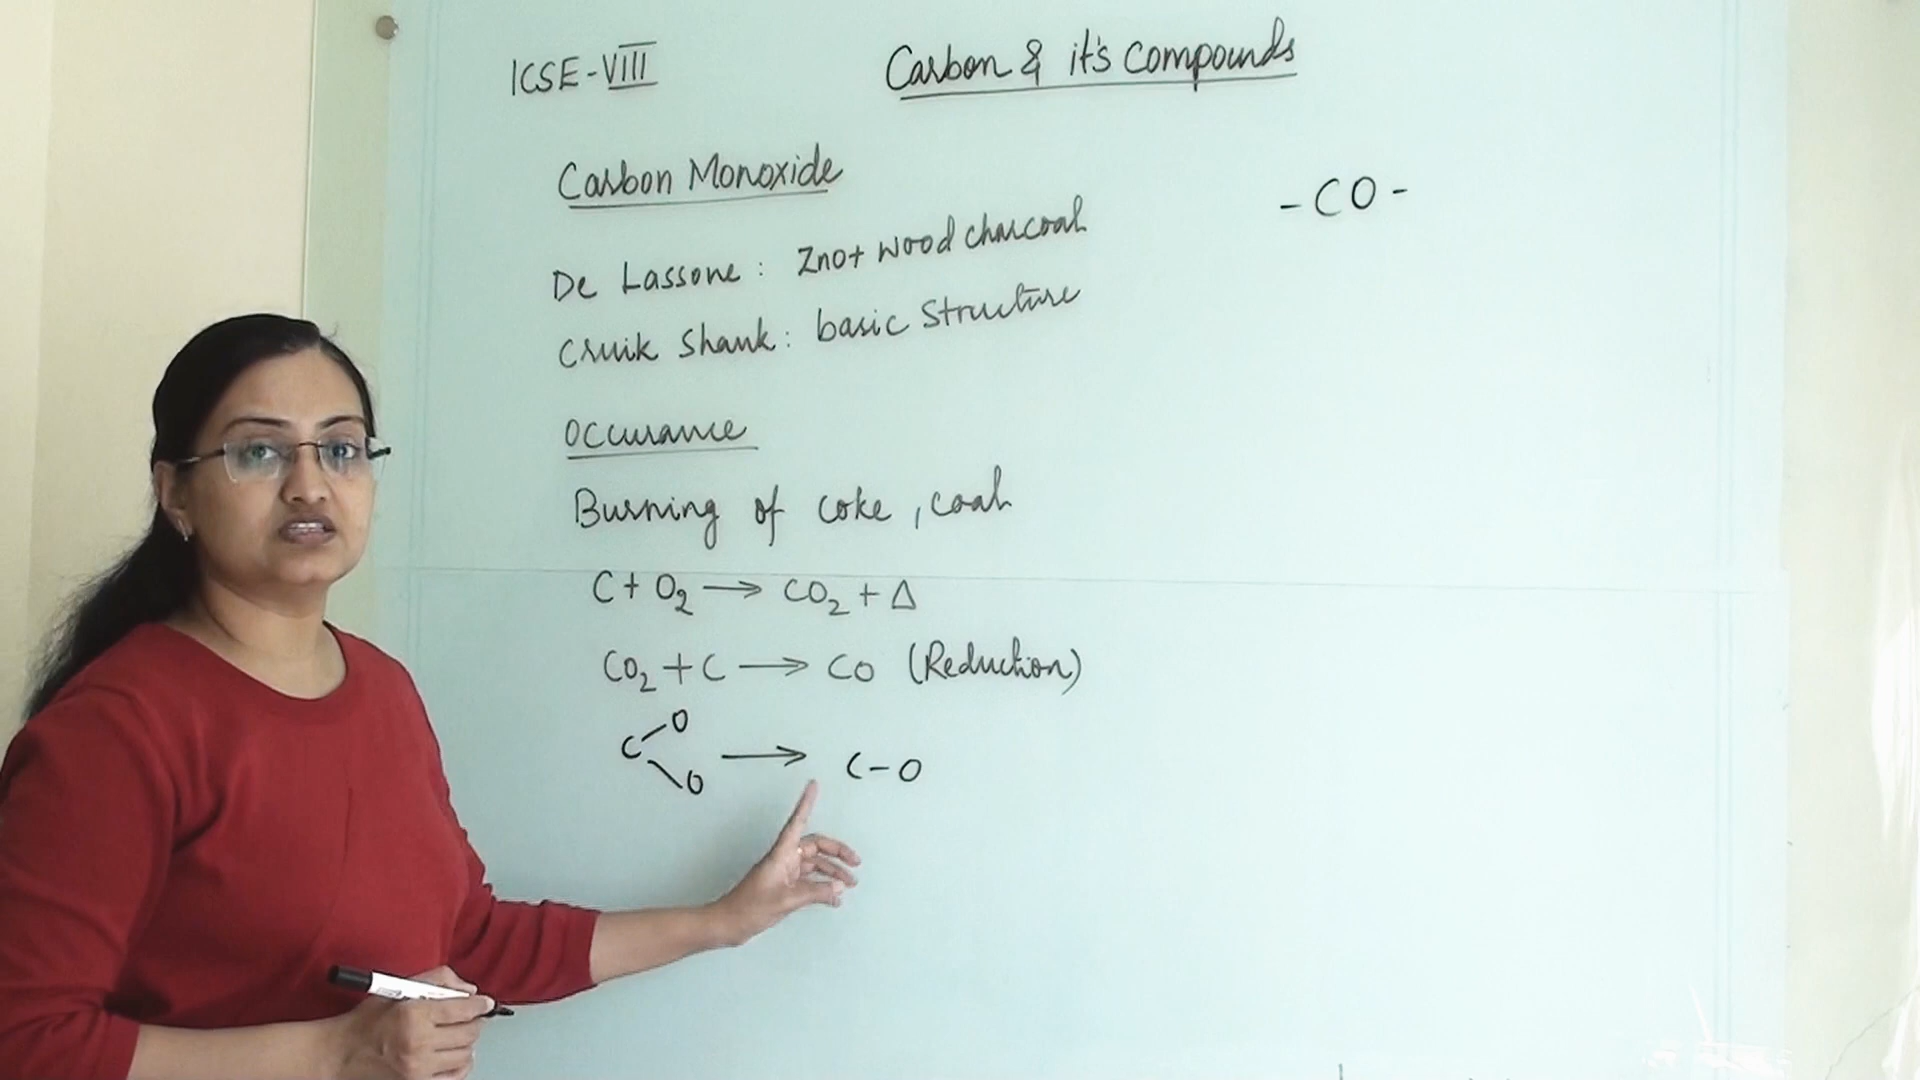 ICSE-VIII
Carbon & it's Compounds
Carbon Monoxide
-CO-
De Lassone: ZnO+ Wood charcoal
Cruik Shank: basic structure
Occurance
Burning of coke, coal
C + O₂ → CO₂ + Δ
CO₂ + C → CO (Reduction)
O
C → C-O
O